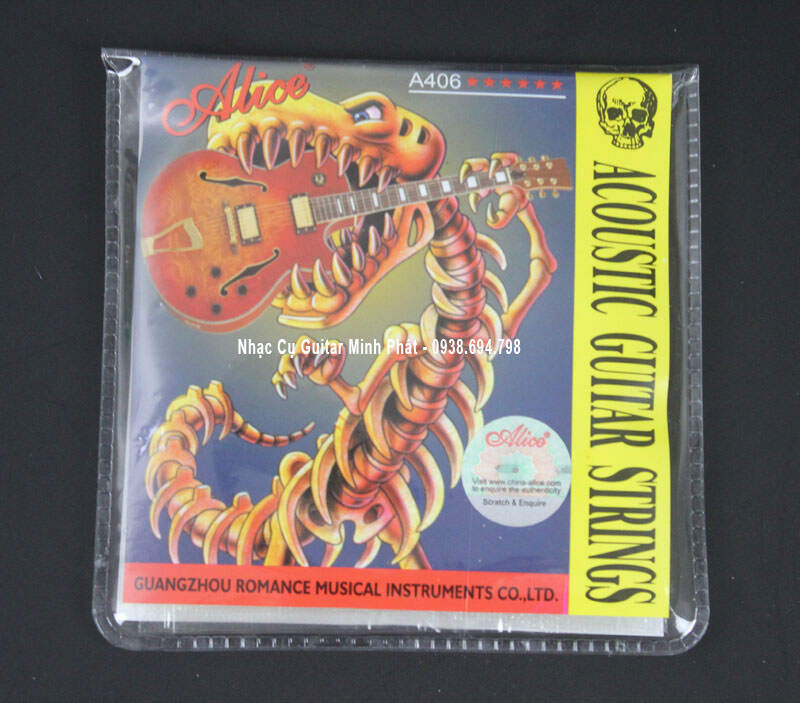 Alice
A406 ★★★★★★
ACOUSTIC GUITAR STRINGS
Nhạc Cụ Guitar Minh Phát - 0938.694.798
Alice®
Visit www.china-alice.com
to enquire the authenticity
Scratch & Enquire
GUANGZHOU ROMANCE MUSICAL INSTRUMENTS CO.,LTD.